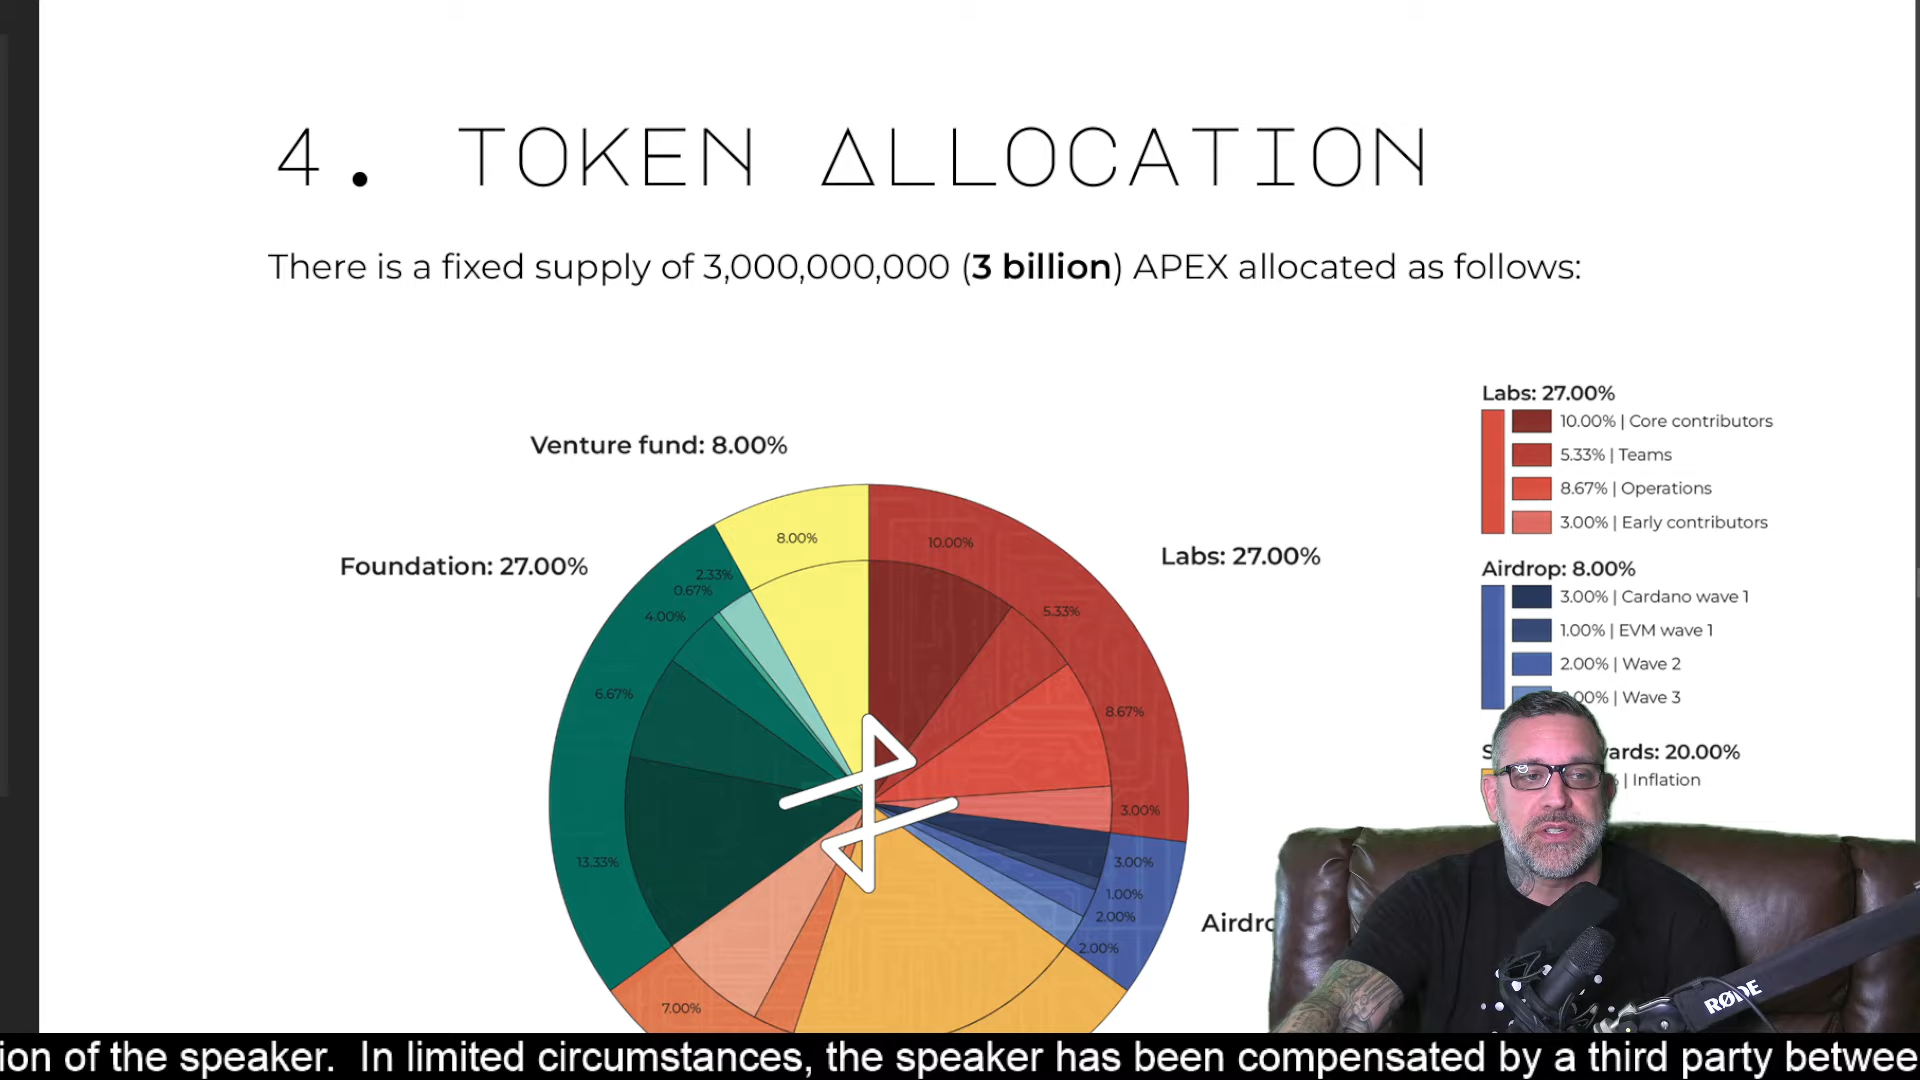 4. TOKEN ALLOCATION
There is a fixed supply of 3,000,000,000 (3 billion) APEX allocated as follows:
Labs: 27.00%
10.00% | Core contributors
5.33% | Teams
8.67% | Operations
3.00% | Early contributors
Airdrop: 8.00%
3.00% | Cardano wave 1
1.00% | EVM wave 1
2.00% | Wave 2
| Wave 3
20.00%
| Inflation
Venture fund: 8.00%
Foundation: 27.00%
Labs: 27.00%
8.00%
10.00%
2.33%
0.67%
4.00%
5.33%
6.67%
8.67%
3.00%
13.33%
3.00%
1.00%
2.00%
2.00%
7.00%
RØDE
of the speaker. In limited circumstances, the speaker has been compensated by a third party